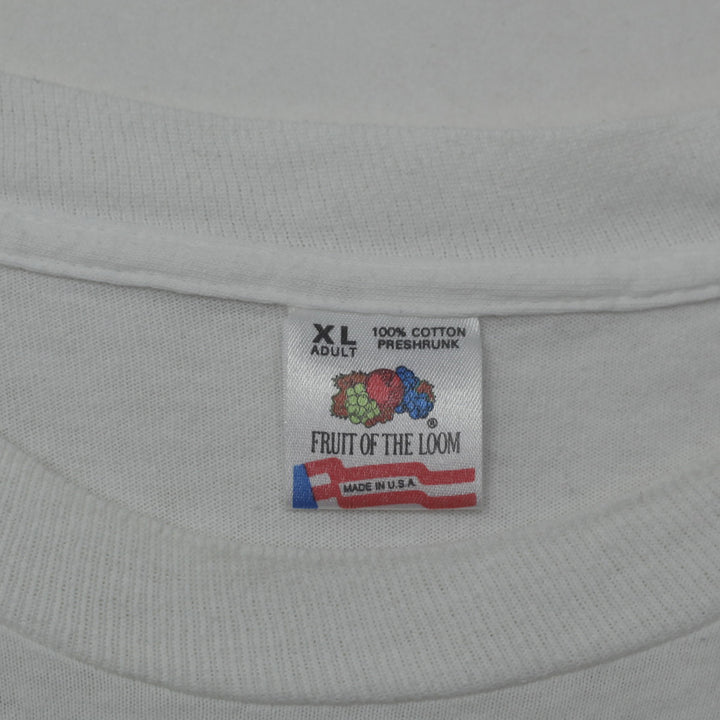 XL
ADULT
100% COTTON
PRESHRUNK
®
FRUIT OF THE LOOM
MADE IN U.S.A.